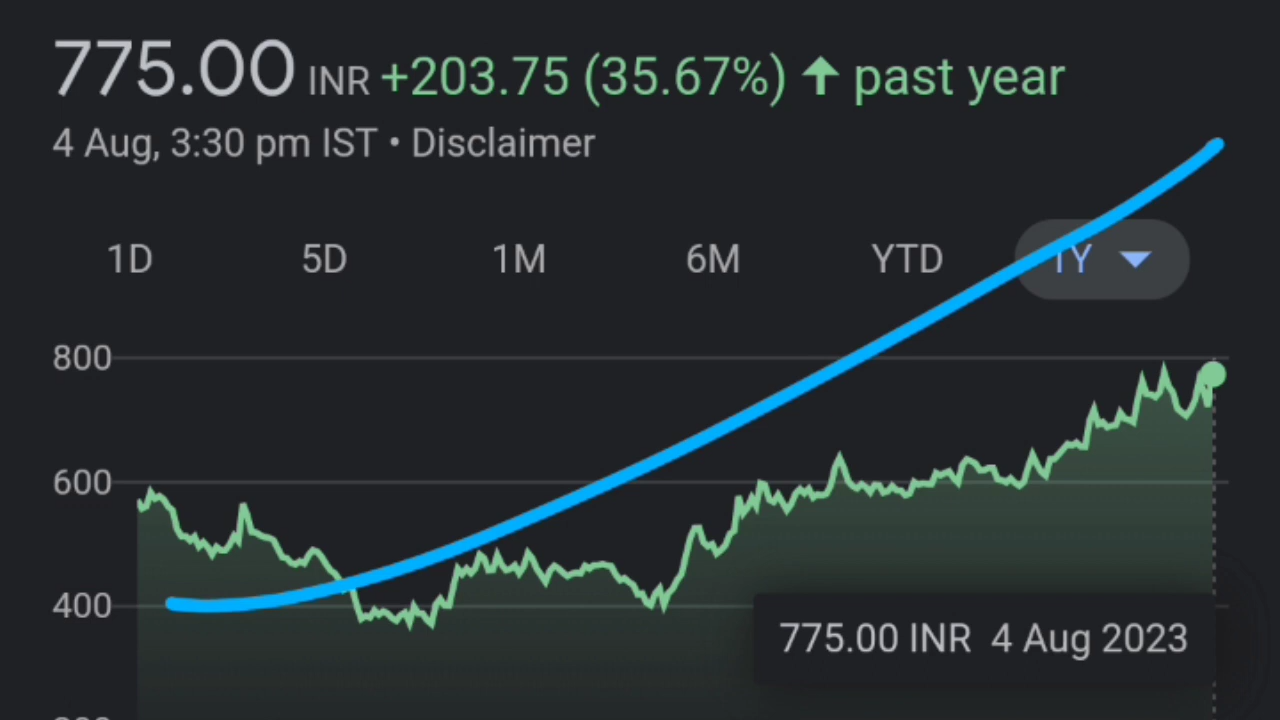 775.00 INR +203.75 (35.67%) ↑ past year
4 Aug, 3:30 pm IST • Disclaimer
1D 5D 1M 6M YTD 1Y
800
600
400
775.00 INR 4 Aug 2023